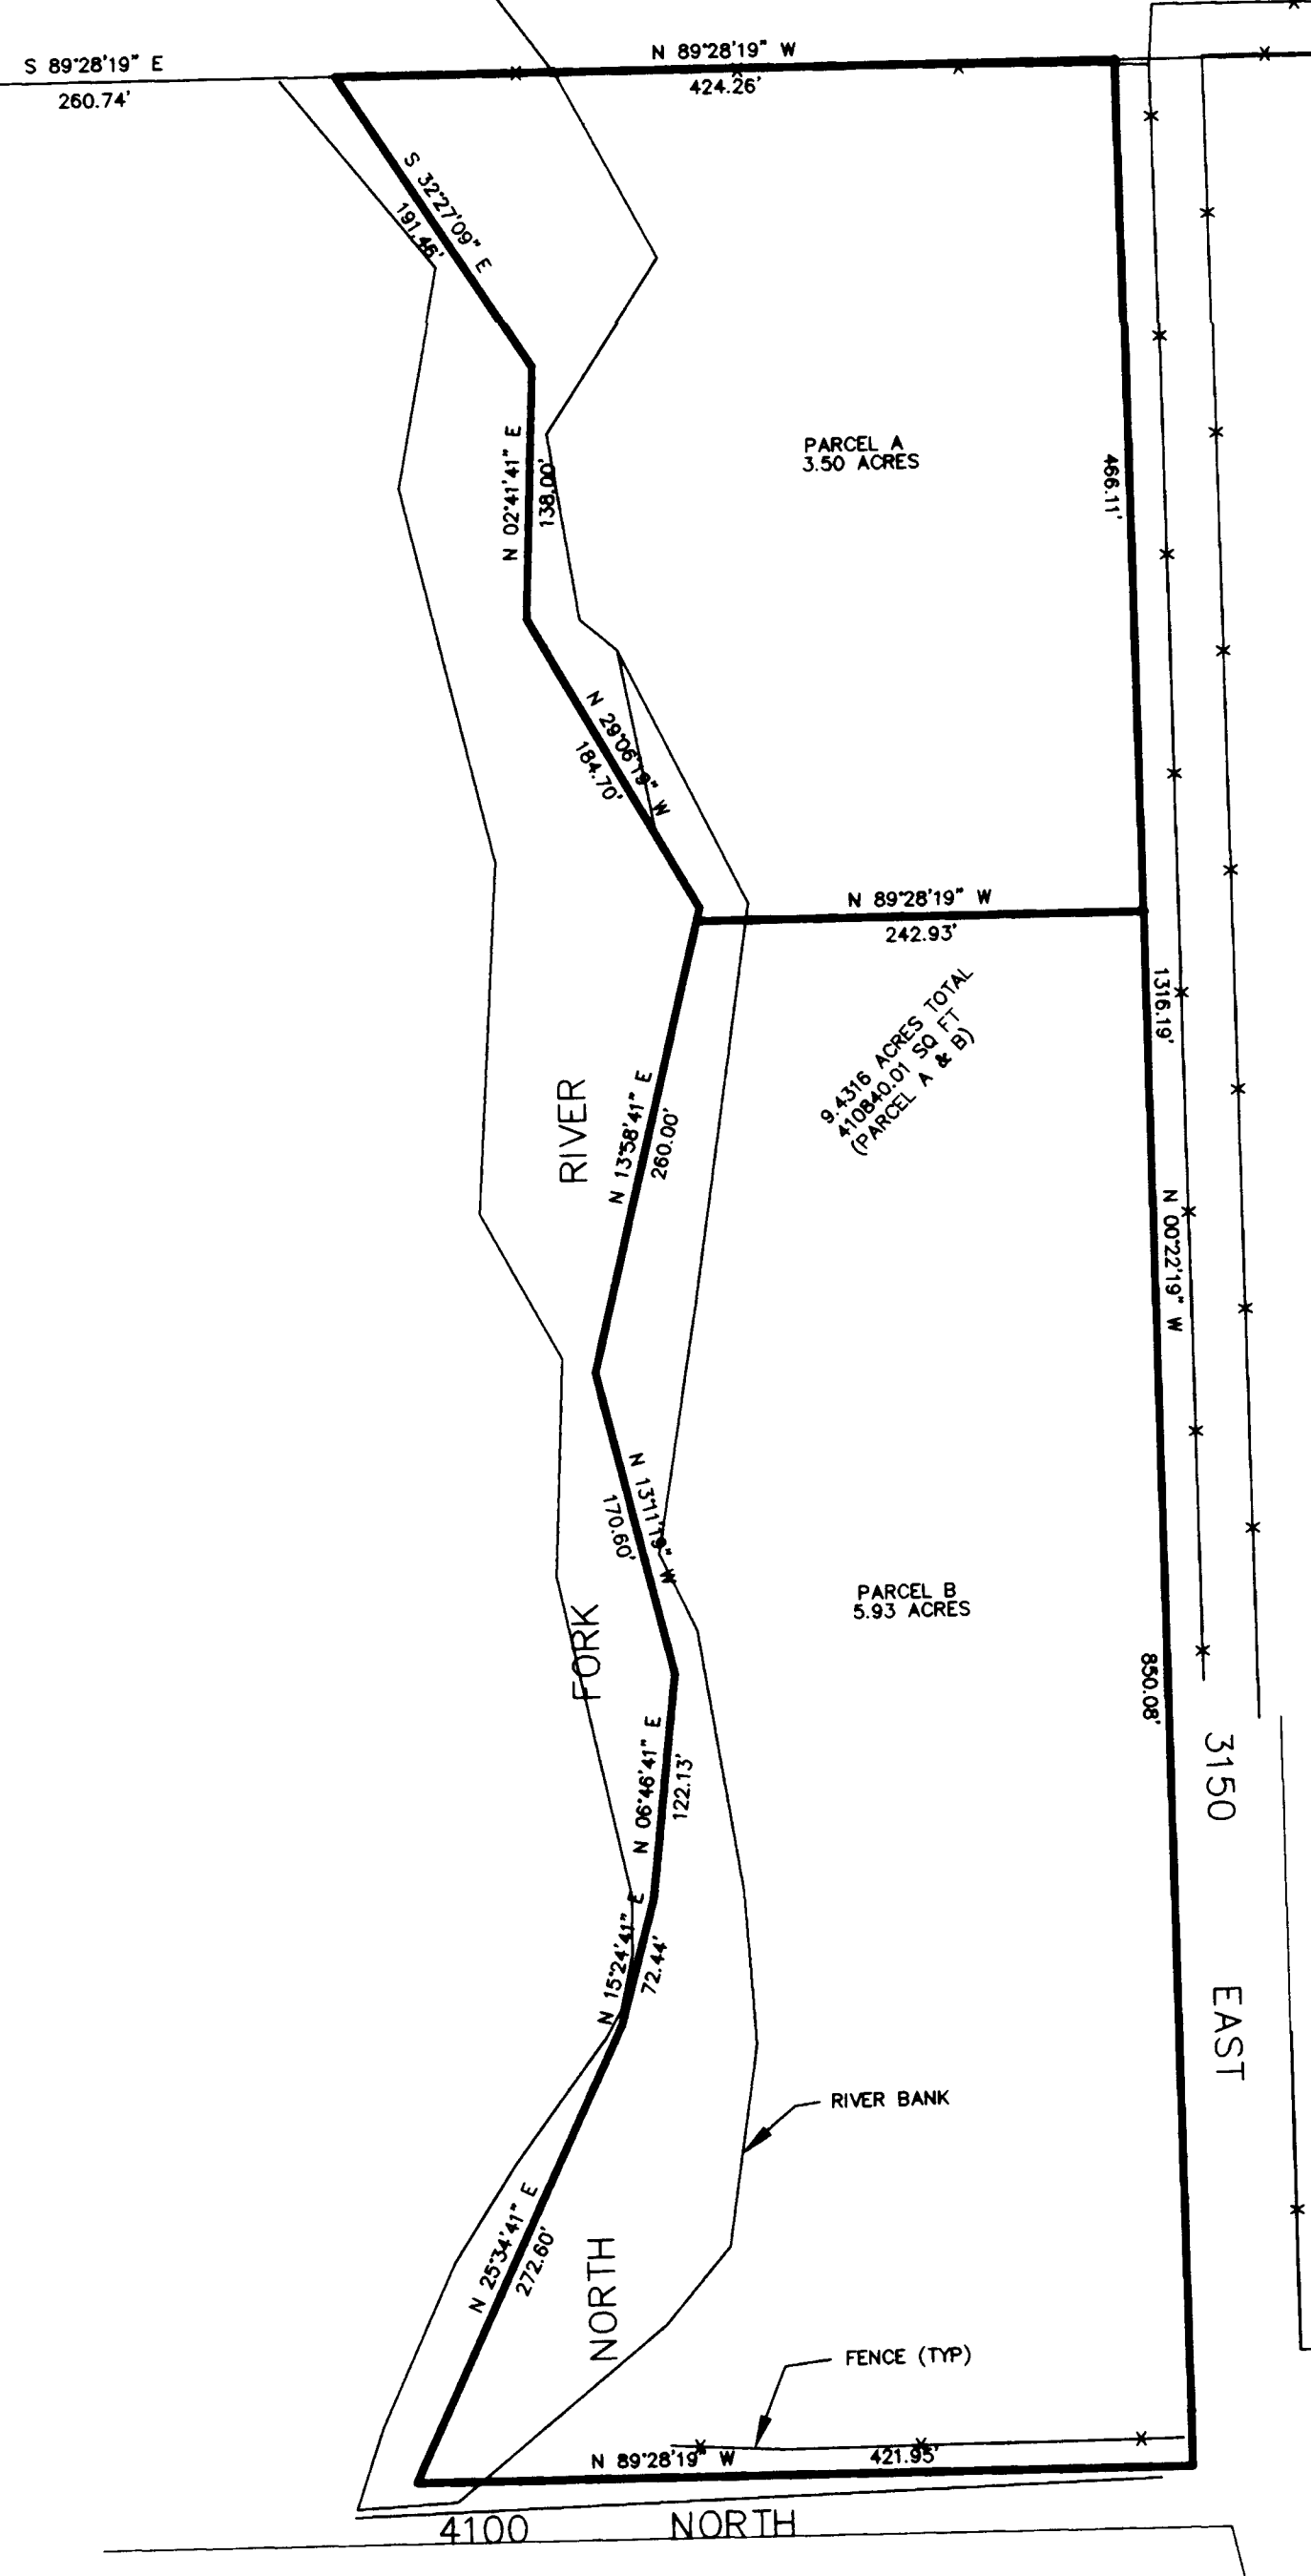 S 89°28'19" E
260.74'
N 89°28'19" W
424.26'
S 32°27'09" E
191.46'
N 02°41'41" E
138.00'
PARCEL A
3.50 ACRES
466.11'
N 29°06'19" W
184.70'
N 89°28'19" W
242.93'
9.4316 ACRES TOTAL
410840.01 SQ FT
(PARCEL A & B)
1316.19'
N 00°22'19" W
RIVER
N 13°58'41" E
260.00'
N 13°11'19" W
170.60'
PARCEL B
5.93 ACRES
850.08'
FORK
N 06°46'41" E
122.13'
3150 EAST
N 15°24'41" E
72.44'
RIVER BANK
N 25°34'41" E
272.60'
NORTH
FENCE (TYP)
N 89°28'19" W
421.95'
4100 NORTH